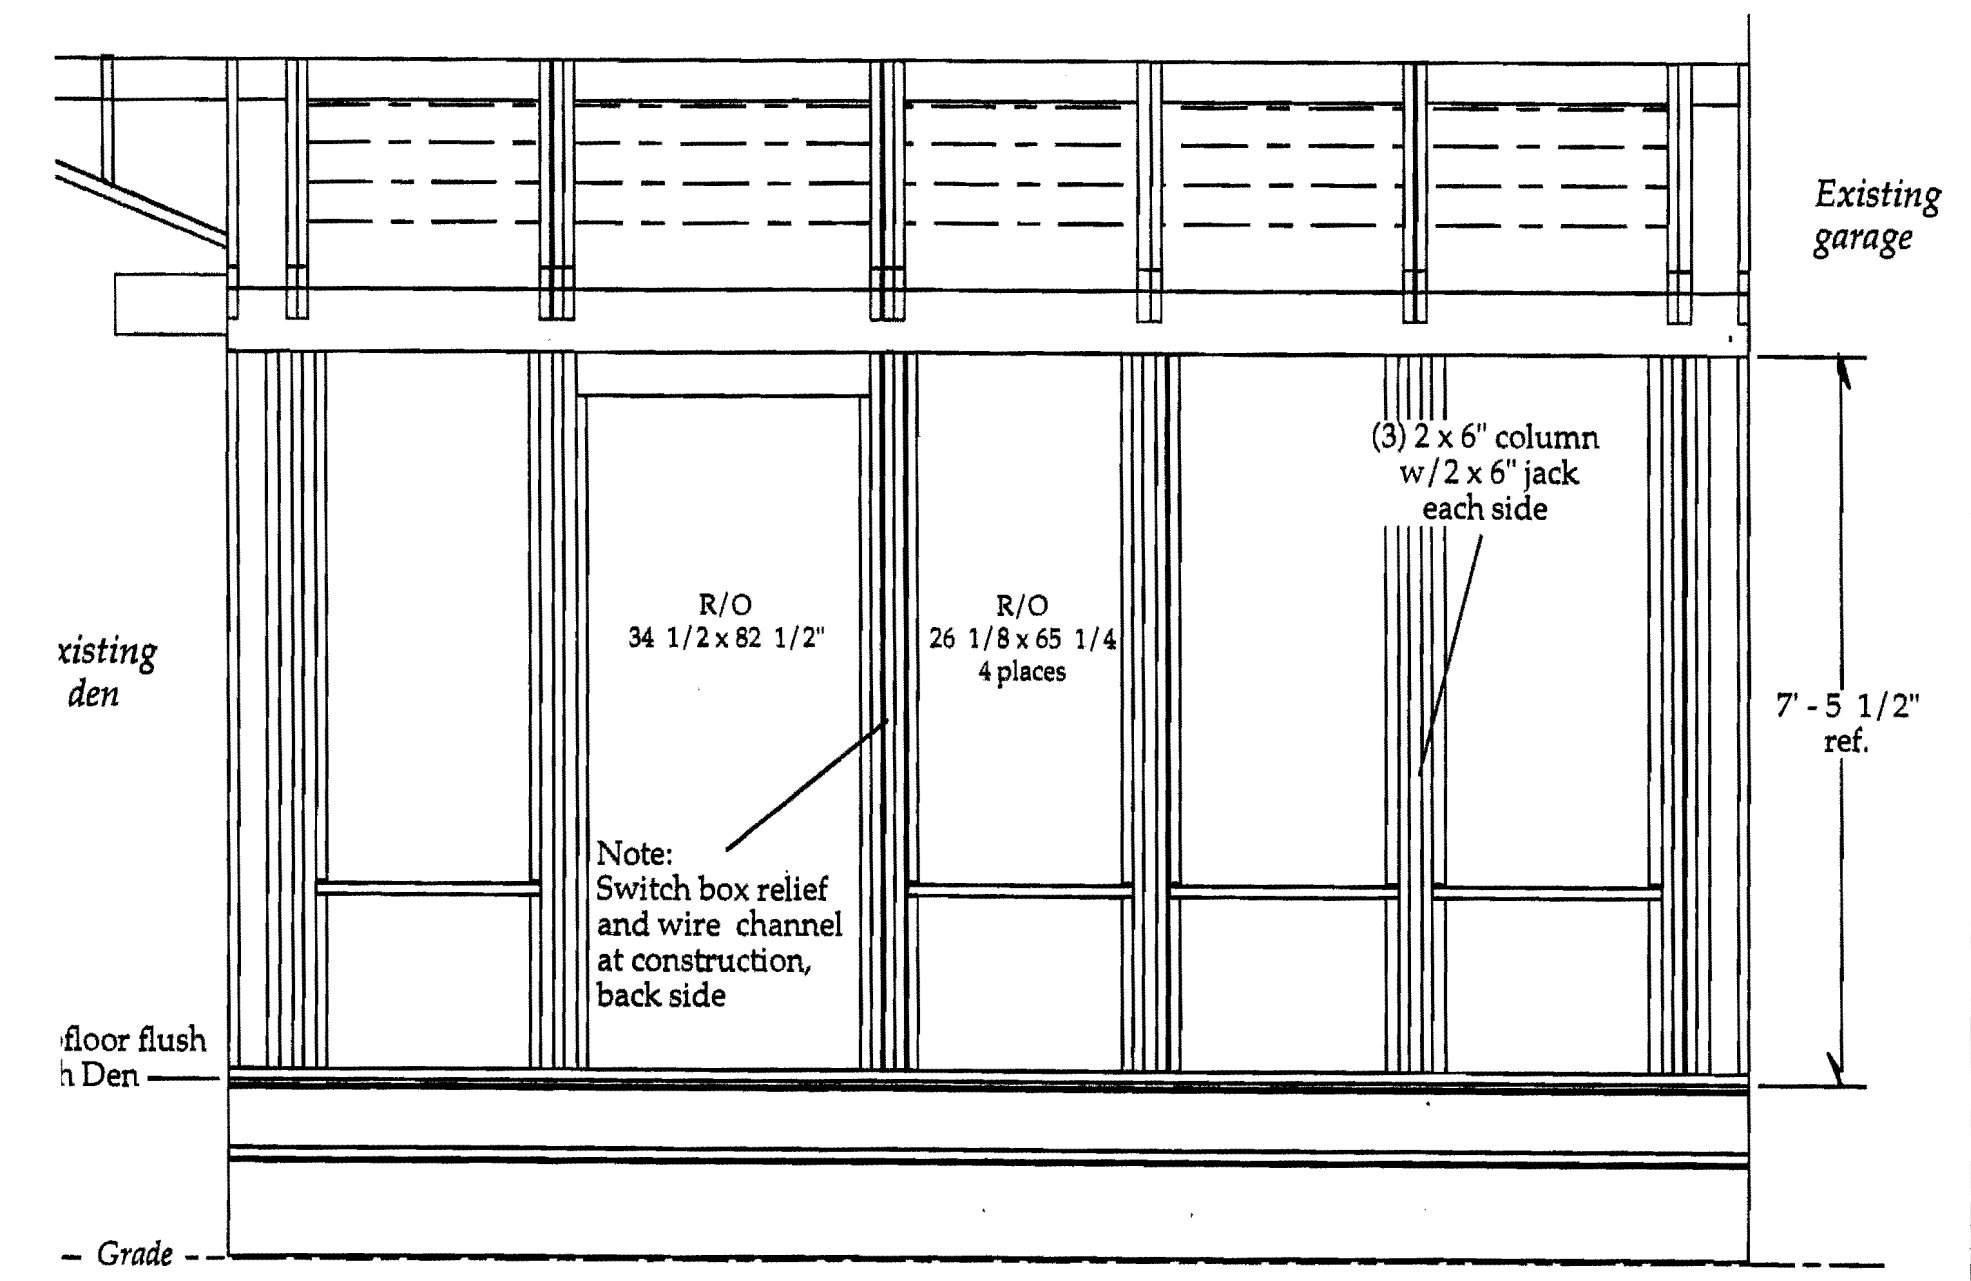 Existing
garage
(3) 2 x 6" column
w/2 x 6" jack
each side
R/O
34 1/2 x 82 1/2"
R/O
26 1/8 x 65 1/4
4 places
xisting
den
7' - 5 1/2"
ref.
Note:
Switch box relief
and wire channel
at construction,
back side
floor flush
h Den
Grade